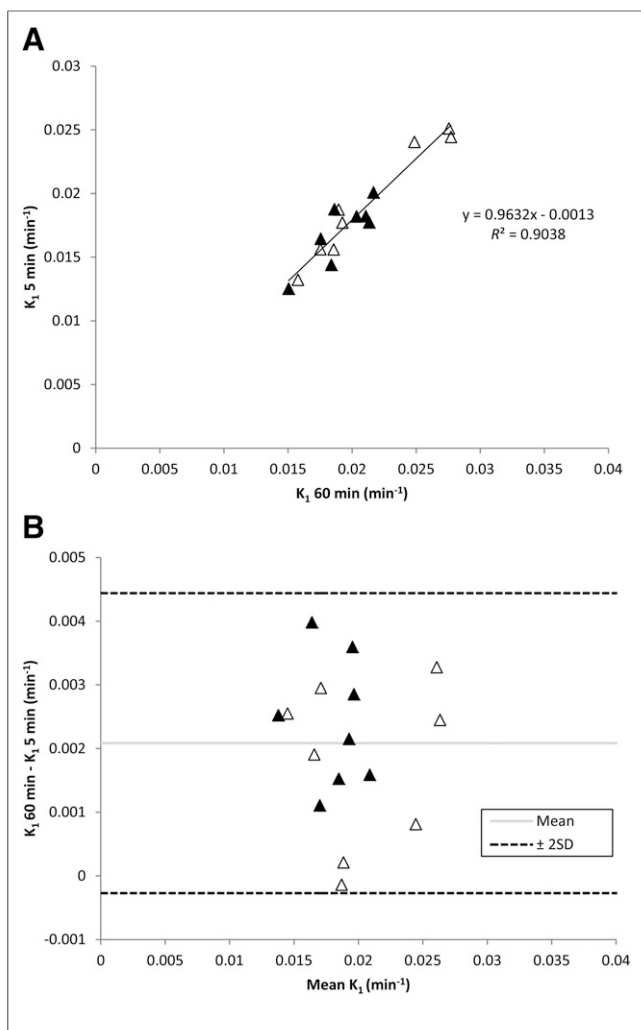 A
0.03
0.025
0.02
0.015
0.01
0.005
0
K₁ 5 min (min⁻¹)
y = 0.9632x - 0.0013
R² = 0.9038
0 0.005 0.01 0.015 0.02 0.025 0.03 0.035 0.04
K₁ 60 min (min⁻¹)
B
0.005
0.004
0.003
0.002
0.001
0
-0.001
K₁ 60 min - K₁ 5 min (min⁻¹)
Mean
± 2SD
0 0.005 0.01 0.015 0.02 0.025 0.03 0.035 0.04
Mean K₁ (min⁻¹)